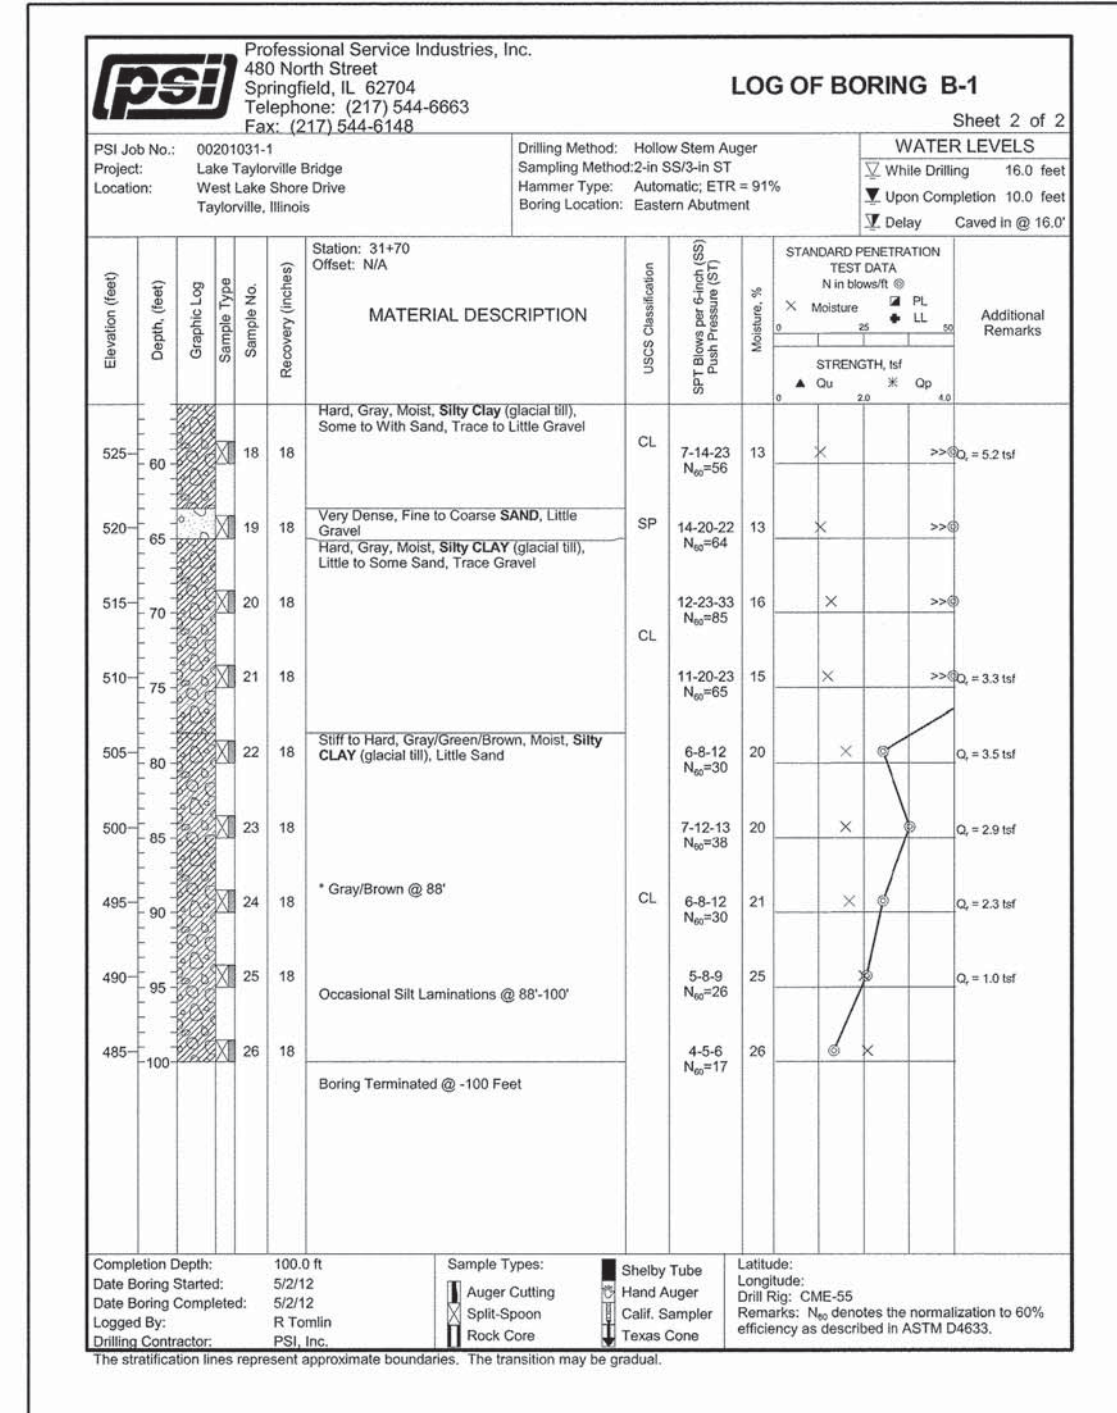 psi
Professional Service Industries, Inc.
480 North Street
Springfield, IL 62704
Telephone: (217) 544-6663
Fax: (217) 544-6148
LOG OF BORING B-1
Sheet 2 of 2
PSI Job No.: 00201031-1
Project: Lake Taylorville Bridge
Location: West Lake Shore Drive
Taylorville, Illinois
Drilling Method: Hollow Stem Auger
Sampling Method:2-in SS/3-in ST
Hammer Type: Automatic; ETR = 91%
Boring Location: Eastern Abutment
WATER LEVELS
While Drilling 16.0 feet
Upon Completion 10.0 feet
Delay Caved in @ 16.0'
Elevation (feet)
Depth, (feet)
Graphic Log
Sample Type
Sample No.
Recovery (inches)
Station: 31+70
Offset: N/A
MATERIAL DESCRIPTION
USCS Classification
SPT Blows per 6-inch (SS)
Push Pressure (ST)
Moisture, %
STANDARD PENETRATION
TEST DATA
N in blows/ft ◎
× Moisture PL
LL
0 25 50
STRENGTH, tsf
▲ Qu ✳ Qp
0 2.0 4.0
Additional
Remarks
Hard, Gray, Moist, Silty Clay (glacial till),
Some to With Sand, Trace to Little Gravel
525 18 18 CL 7-14-23 13 >> Qr = 5.2 tsf
60 N60=56
Very Dense, Fine to Coarse SAND, Little
Gravel
520 19 18 SP 14-20-22 13 >>
65 N60=64
Hard, Gray, Moist, Silty CLAY (glacial till),
Little to Some Sand, Trace Gravel
515 20 18 12-23-33 16 >>
70 N60=85
CL
510 21 18 11-20-23 15 >> Qr = 3.3 tsf
75 N60=65
Stiff to Hard, Gray/Green/Brown, Moist, Silty
CLAY (glacial till), Little Sand
505 22 18 6-8-12 20 Qr = 3.5 tsf
80 N60=30
500 23 18 7-12-13 20 Qr = 2.9 tsf
85 N60=38
* Gray/Brown @ 88'
495 24 18 CL 6-8-12 21 Qr = 2.3 tsf
90 N60=30
490 25 18 5-8-9 25 Qr = 1.0 tsf
95 N60=26
Occasional Silt Laminations @ 88'-100'
485 26 18 4-5-6 26
100 N60=17
Boring Terminated @ -100 Feet
Completion Depth: 100.0 ft
Date Boring Started: 5/2/12
Date Boring Completed: 5/2/12
Logged By: R Tomlin
Drilling Contractor: PSI, Inc.
Sample Types:
Auger Cutting
Split-Spoon
Rock Core
Shelby Tube
Hand Auger
Calif. Sampler
Texas Cone
Latitude:
Longitude:
Drill Rig: CME-55
Remarks: N60 denotes the normalization to 60%
efficiency as described in ASTM D4633.
The stratification lines represent approximate boundaries. The transition may be gradual.